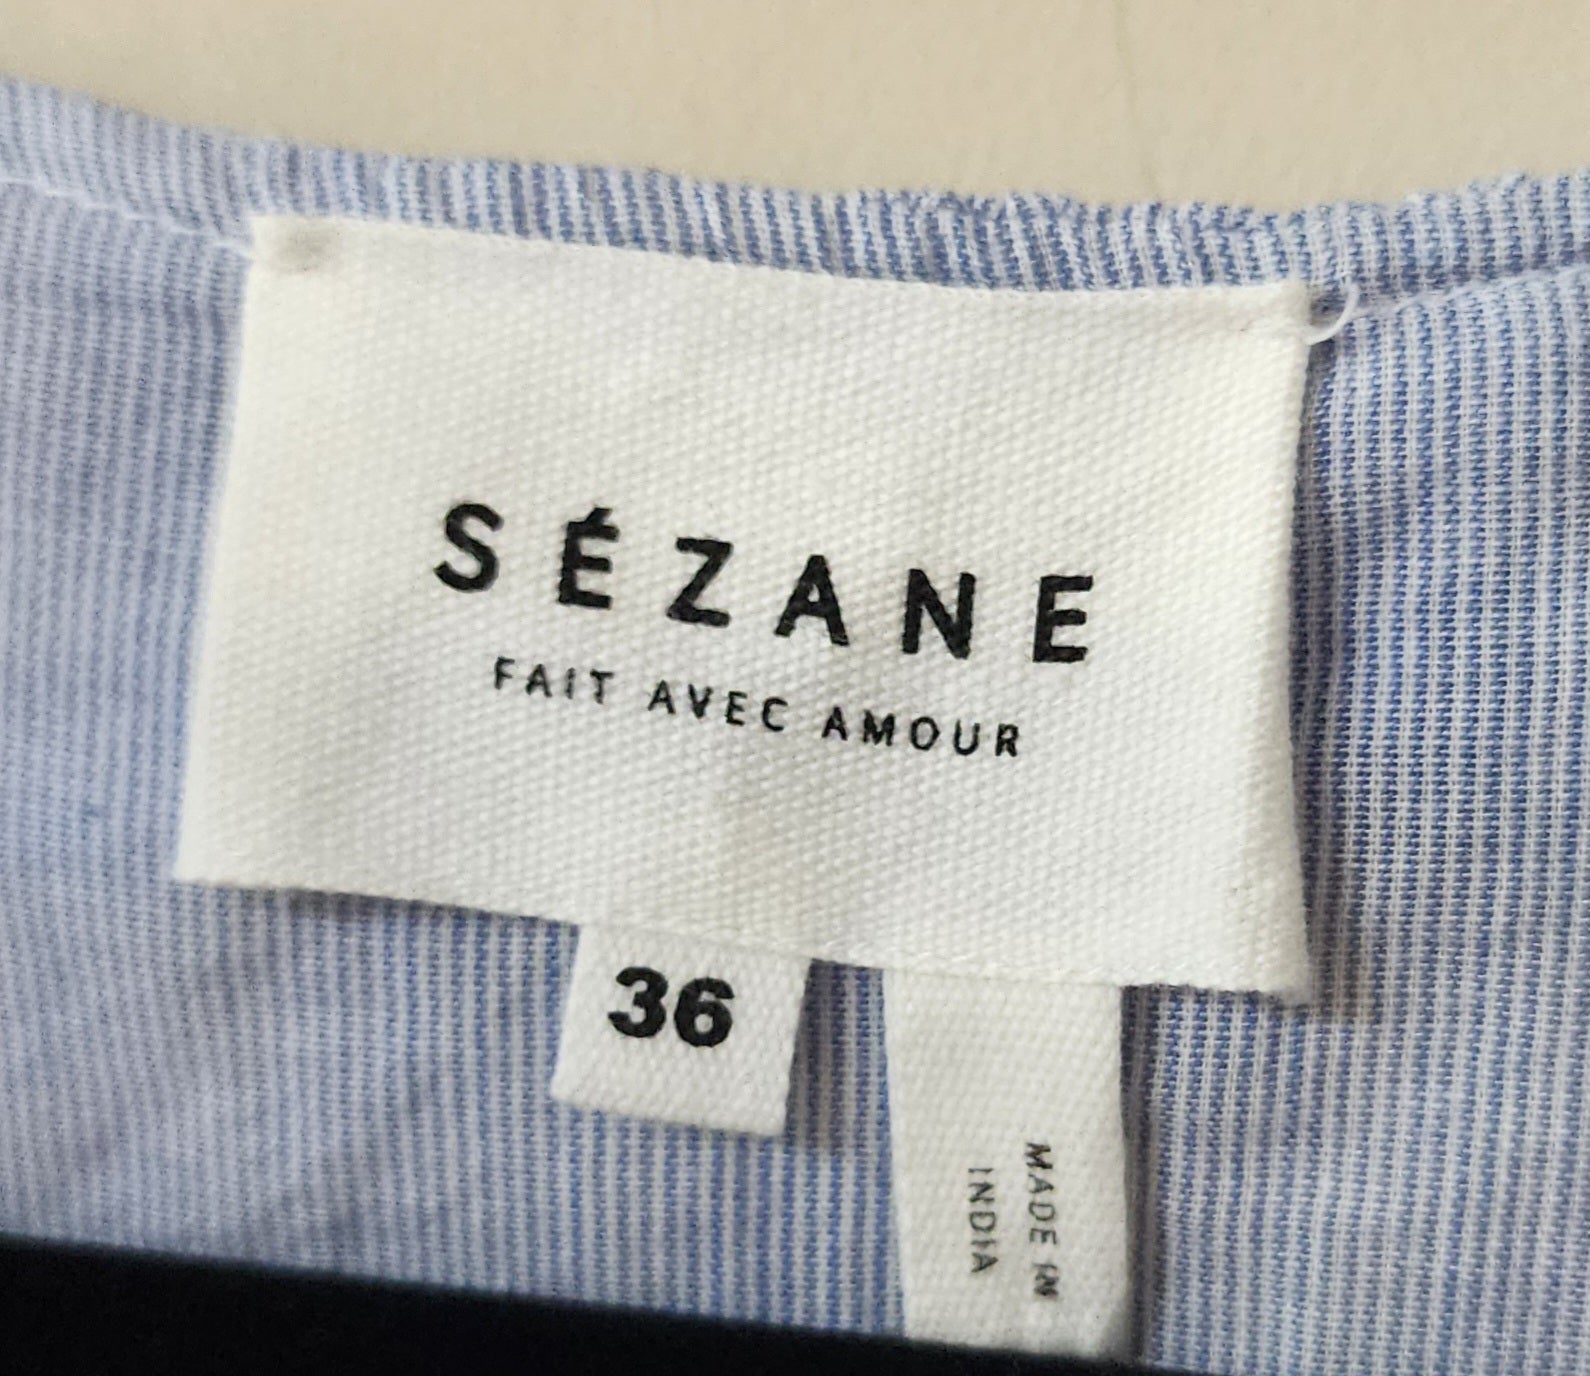 SÉZANE
FAIT AVEC AMOUR
36
MADE IN
INDIA